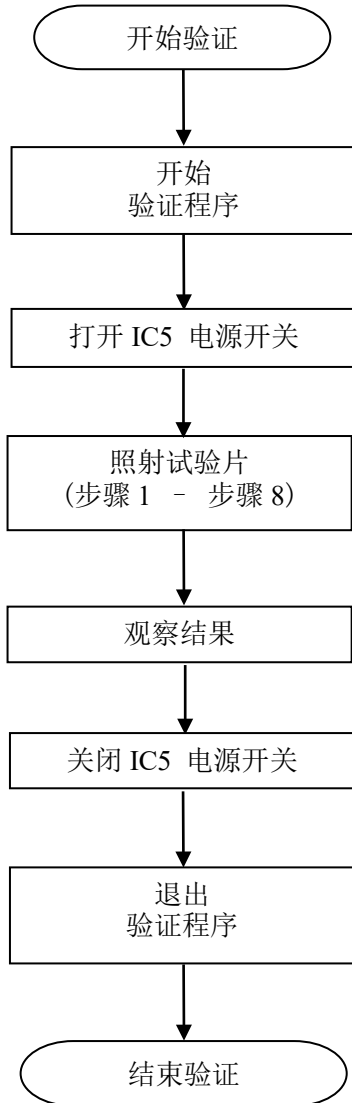 开始验证
开始
验证程序
打开 IC5 电源开关
照射试验片
(步骤 1 - 步骤 8)
观察结果
关闭 IC5 电源开关
退出
验证程序
结束验证